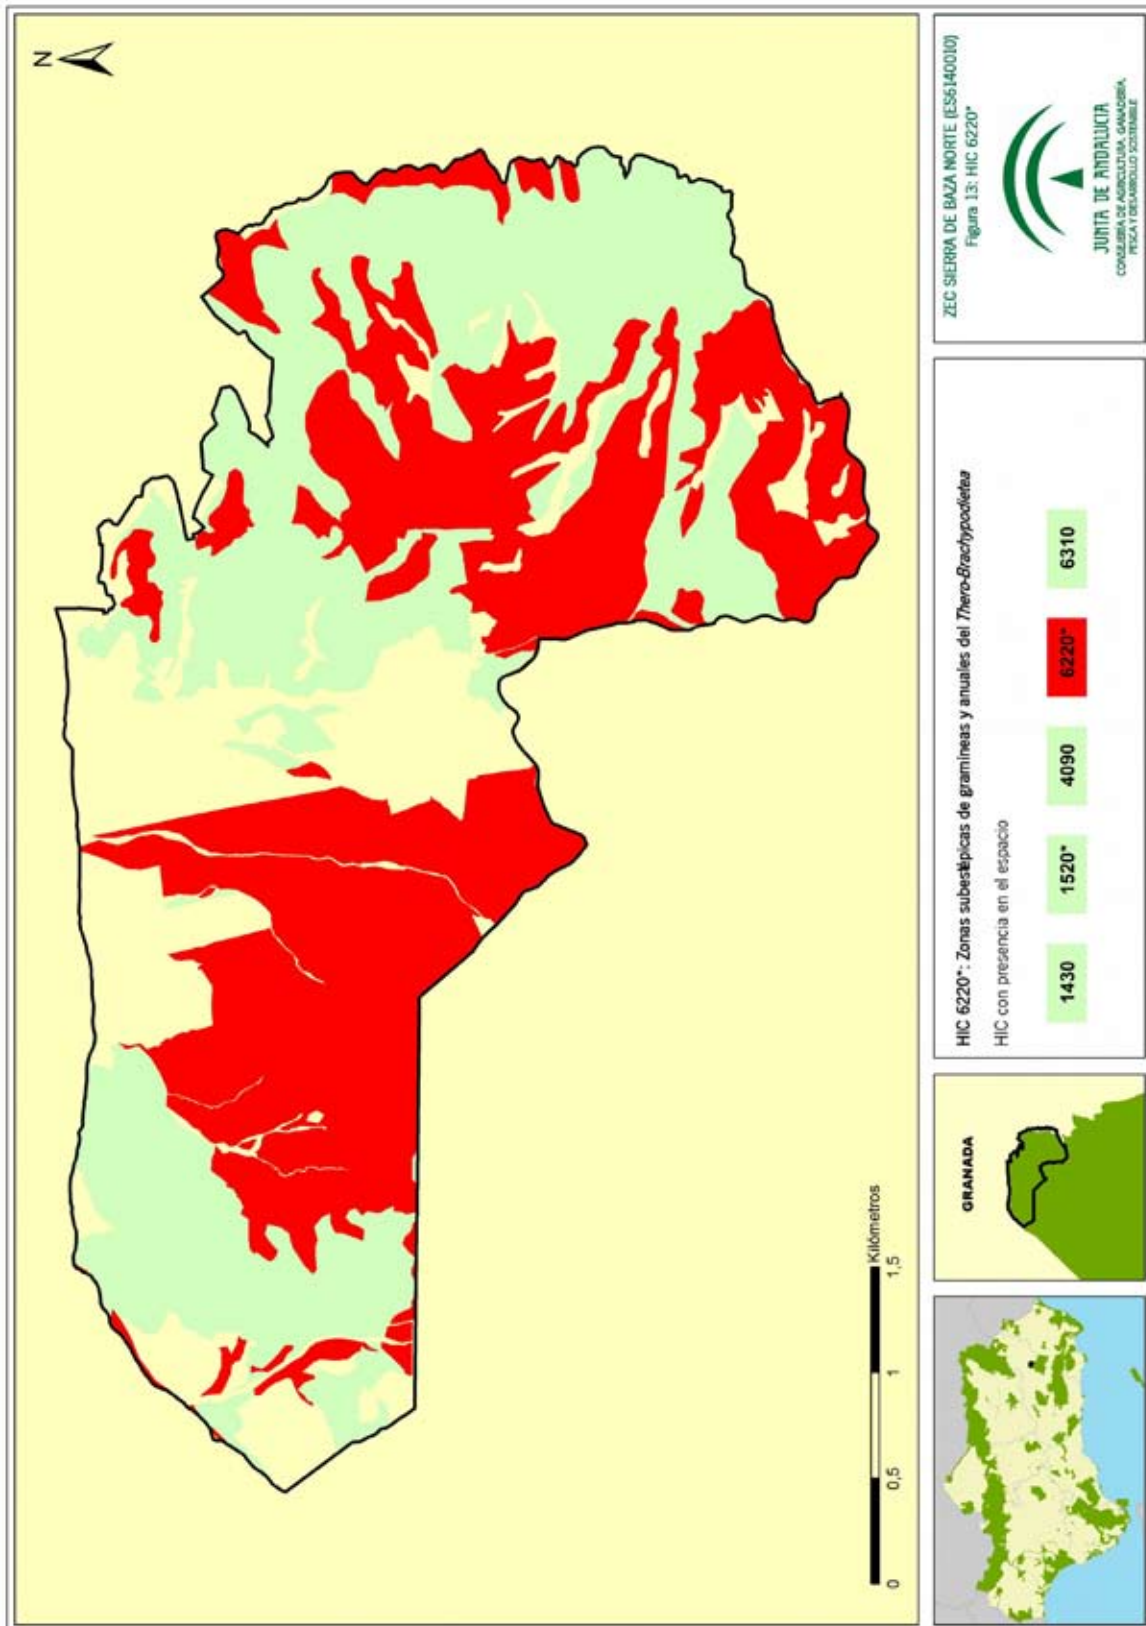 N
Kilómetros
0
0,5
1
1,5
GRANADA
HIC 6220*: Zonas subestépicas de gramíneas y anuales del Thero-Brachypodietea
HIC con presencia en el espacio
1430
1520*
4090
6220*
6310
ZEC SIERRA DE BAZA NORTE (ES6140010)
Figura 13: HIC 6220*
JUNTA DE ANDALUCIA
CONSEJERÍA DE AGRICULTURA, GANADERÍA,
PESCA Y DESARROLLO SOSTENIBLE